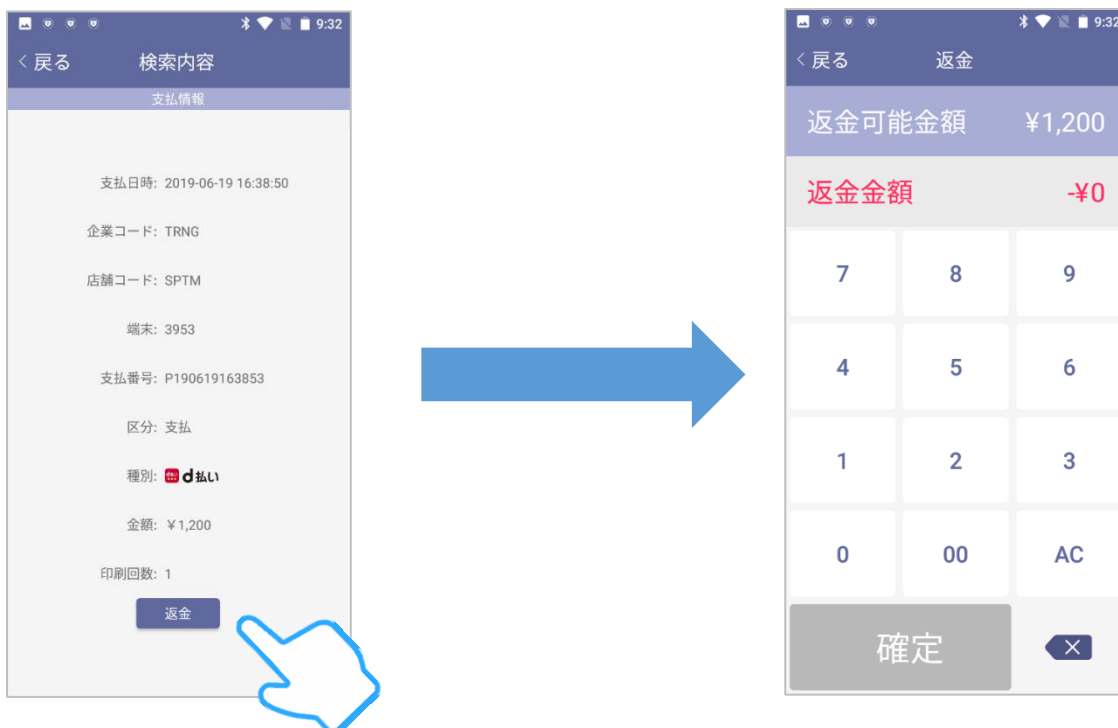 9:32
< 戻る 検索内容
支払情報
支払日時: 2019-06-19 16:38:50
企業コード: TRNG
店舗コード: SPTM
端末: 3953
支払番号: P190619163853
区分: 支払
種別: d払い
金額: ¥1,200
印刷回数: 1
返金
9:32
< 戻る 返金
返金可能金額 ¥1,200
返金金額 -¥0
7 8 9
4 5 6
1 2 3
0 00 AC
確定